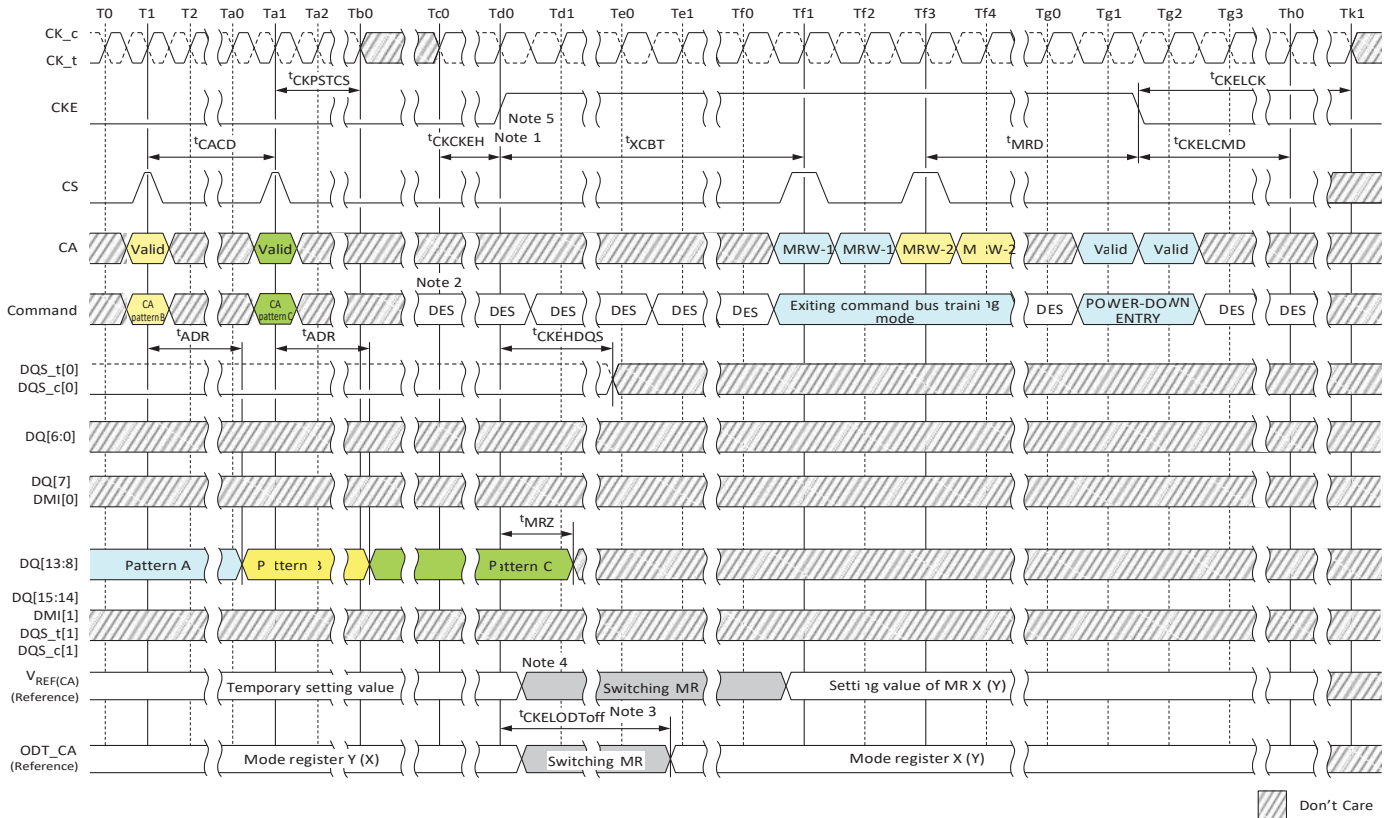 T0 T1 T2 Ta0 Ta1 Ta2 Tb0 Tc0 Td0 Td1 Te0 Te1 Tf0 Tf1 Tf2 Tf3 Tf4 Tg0 Tg1 Tg2 Tg3 Th0 Tk1
CK_c
CK_t
tCKPSTCS
tCKELCK
CKE
Note 5
tCACD
tCKCKEH
Note 1
tXCBT
tMRD
tCKELCMD
CS
CA
Valid Valid MRW-1 MRW-1 MRW-2 MRW-2 Valid Valid
Note 2
Command
CA pattern B
CA pattern C
DES DES DES DES DES
Exiting command bus training mode
DES
POWER-DOWN ENTRY
DES DES
tADR tADR tCKEHDQS
DQS_t[0]
DQS_c[0]
DQ[6:0]
DQ[7]
DMI[0]
tMRZ
DQ[13:8]
Pattern A Pattern B Pattern C
DQ[15:14]
DMI[1]
DQS_t[1]
DQS_c[1]
Note 4
VREF(CA)
(Reference)
Temporary setting value Switching MR Setting value of MR X (Y)
tCKELODToff Note 3
ODT_CA
(Reference)
Mode register Y (X) Switching MR Mode register X (Y)
Don't Care